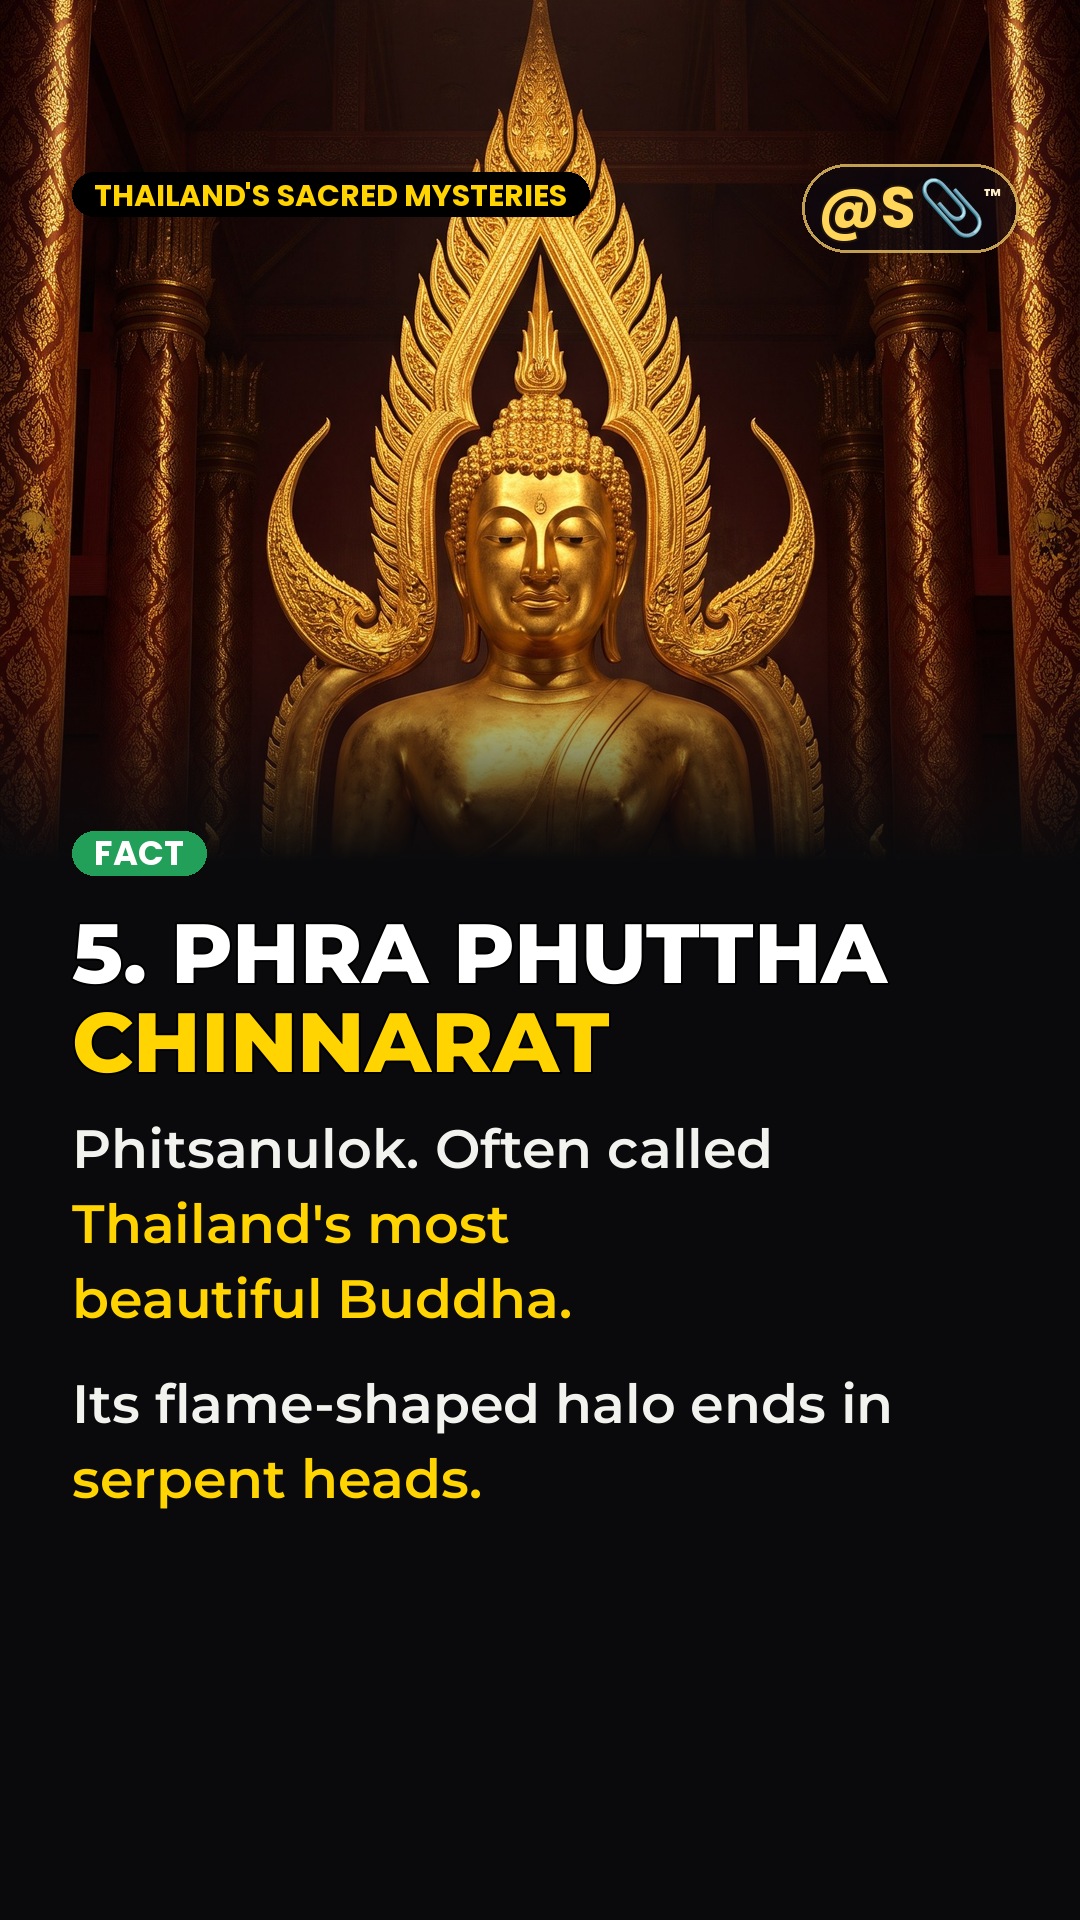 THAILAND'S SACRED MYSTERIES
@S📎™
FACT
5. PHRA PHUTTHA
CHINNARAT
Phitsanulok. Often called
Thailand's most
beautiful Buddha.
Its flame-shaped halo ends in
serpent heads.